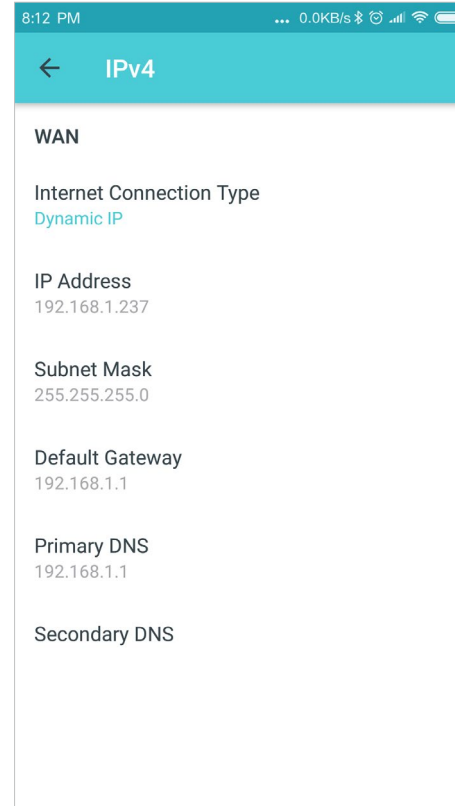 8:12 PM ... 0.0KB/s
IPv4
WAN
Internet Connection Type
Dynamic IP
IP Address
192.168.1.237
Subnet Mask
255.255.255.0
Default Gateway
192.168.1.1
Primary DNS
192.168.1.1
Secondary DNS